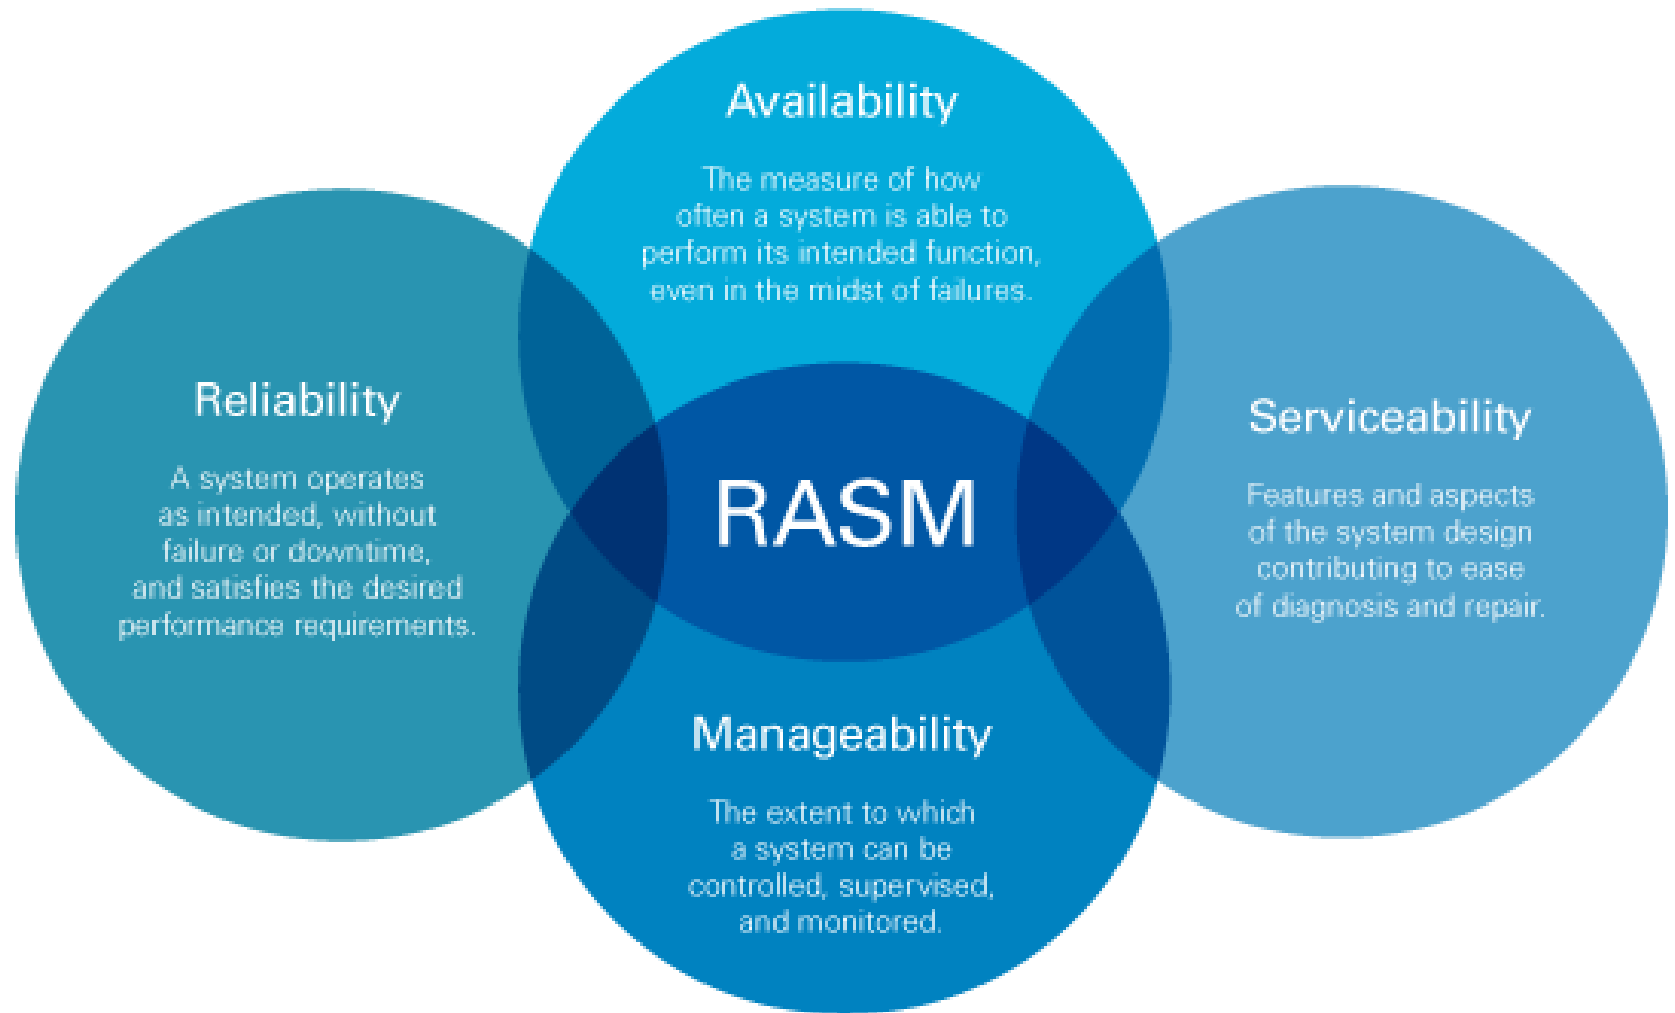 Availability
The measure of how
often a system is able to
perform its intended function,
even in the midst of failures.
Reliability
A system operates
as intended, without
failure or downtime,
and satisfies the desired
performance requirements.
RASM
Serviceability
Features and aspects
of the system design
contributing to ease
of diagnosis and repair.
Manageability
The extent to which
a system can be
controlled, supervised,
and monitored.